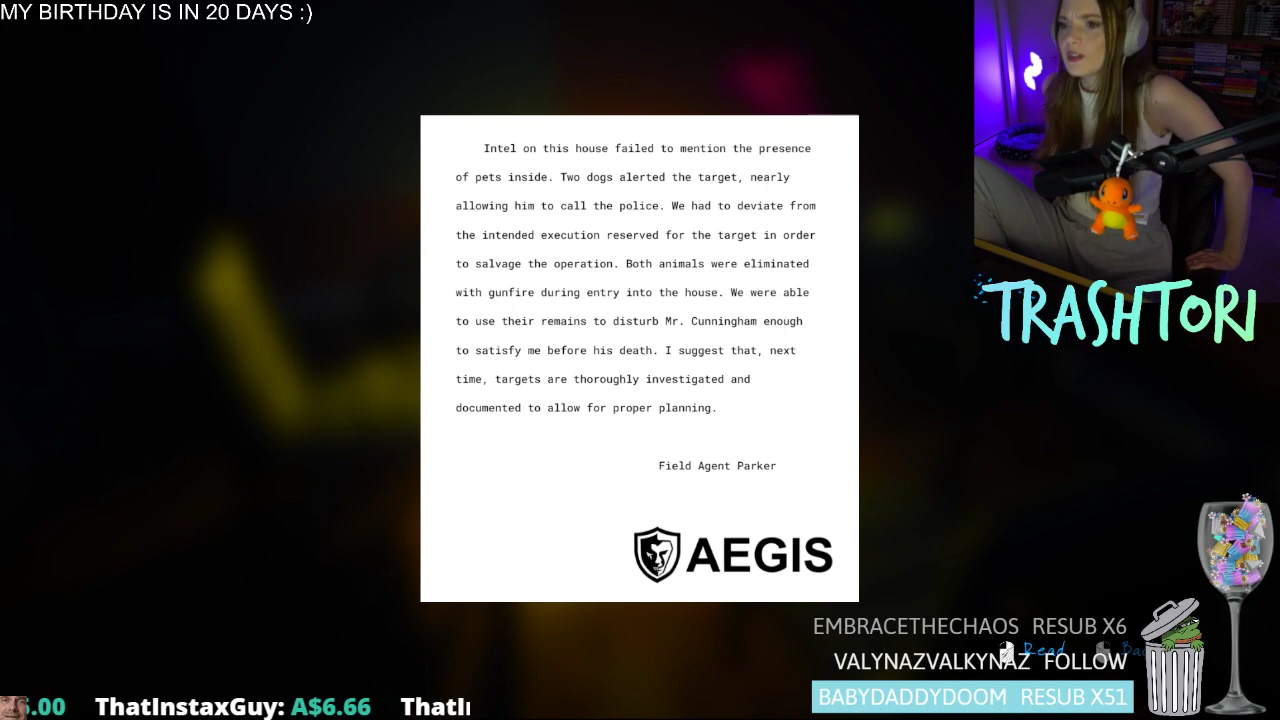 MY BIRTHDAY IS IN 20 DAYS :)
Intel on this house failed to mention the presence
of pets inside. Two dogs alerted the target, nearly
allowing him to call the police. We had to deviate from
the intended execution reserved for the target in order
to salvage the operation. Both animals were eliminated
with gunfire during entry into the house. We were able
to use their remains to disturb Mr. Cunningham enough
to satisfy me before his death. I suggest that, next
time, targets are thoroughly investigated and
documented to allow for proper planning.
Field Agent Parker
AEGIS
TRASHTORI
EMBRACETHECHAOS RESUB X6
Read
VALYNAZVALKYNAZ FOLLOW
BABYDADDYDOOM RESUB X51
.00 ThatInstaxGuy: A$6.66